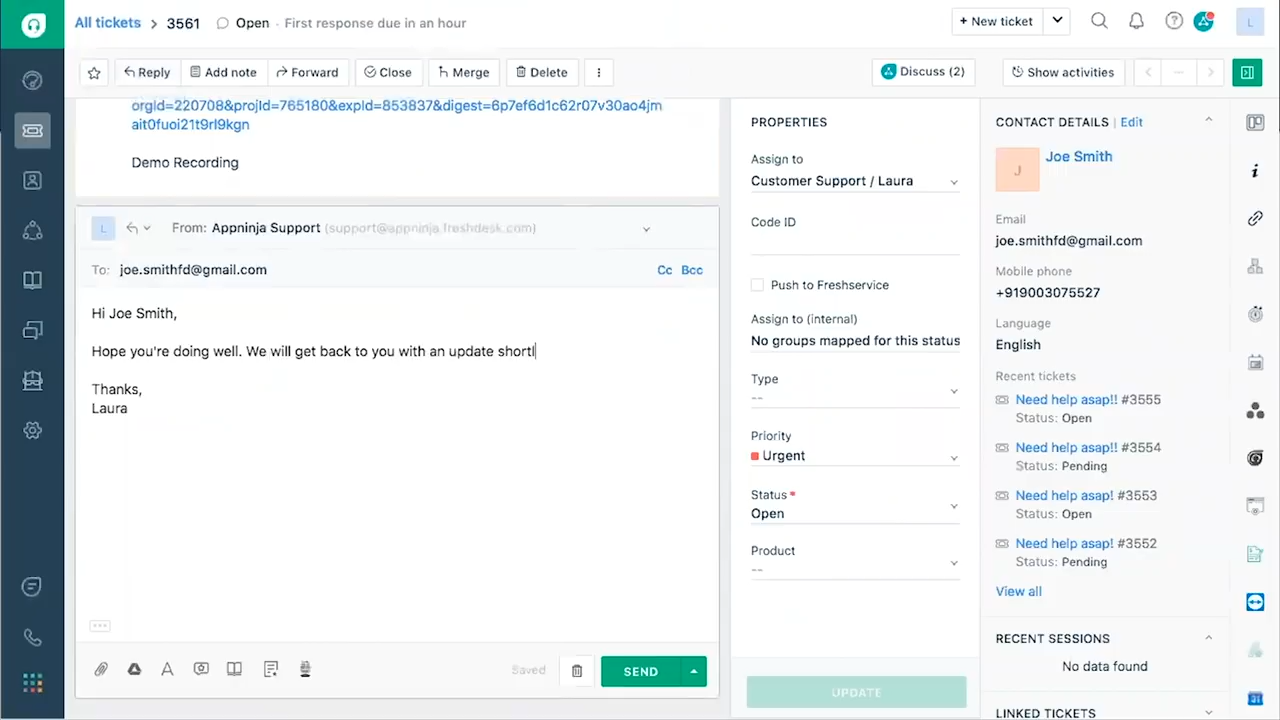 All tickets > 3561 Open · First response due in an hour
+ New ticket
L
Reply Add note Forward Close Merge Delete
Discuss (2) Show activities
orgId=220708&projId=765180&expId=853837&digest=6p7ef6d1c62r07v30ao4jm
ait0fuoi21t9rl9kgn
Demo Recording
L
From: Appninja Support (support@appninja.freshdesk.com)
To: joe.smithfd@gmail.com Cc Bcc
Hi Joe Smith,
Hope you're doing well. We will get back to you with an update shortl
Thanks,
Laura
Saved
SEND
PROPERTIES
Assign to
Customer Support / Laura
Code ID
Push to Freshservice
Assign to (internal)
No groups mapped for this status
Type
--
Priority
Urgent
Status *
Open
Product
--
UPDATE
CONTACT DETAILS | Edit
J
Joe Smith
Email
joe.smithfd@gmail.com
Mobile phone
+919003075527
Language
English
Recent tickets
Need help asap!! #3555
Status: Open
Need help asap!! #3554
Status: Pending
Need help asap! #3553
Status: Open
Need help asap! #3552
Status: Pending
View all
RECENT SESSIONS
No data found
LINKED TICKETS